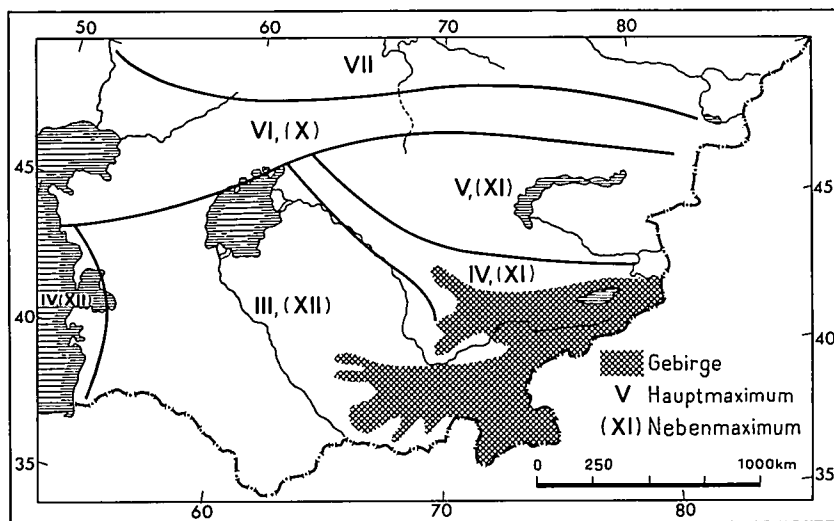 50 60 70 80
VII
VI, (X)
45 45
V, (XI)
IV, (XI)
IV (XII)
III, (XII)
40 40
Gebirge
V Hauptmaximum
(XI) Nebenmaximum
35 35
0 250 1000km
60 70 80